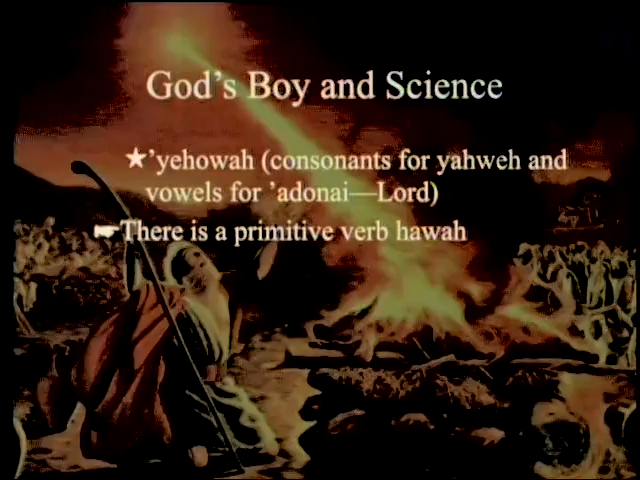 God's Boy and Science
★'yehowah (consonants for yahweh and
vowels for 'adonai—Lord)
☛There is a primitive verb hawah